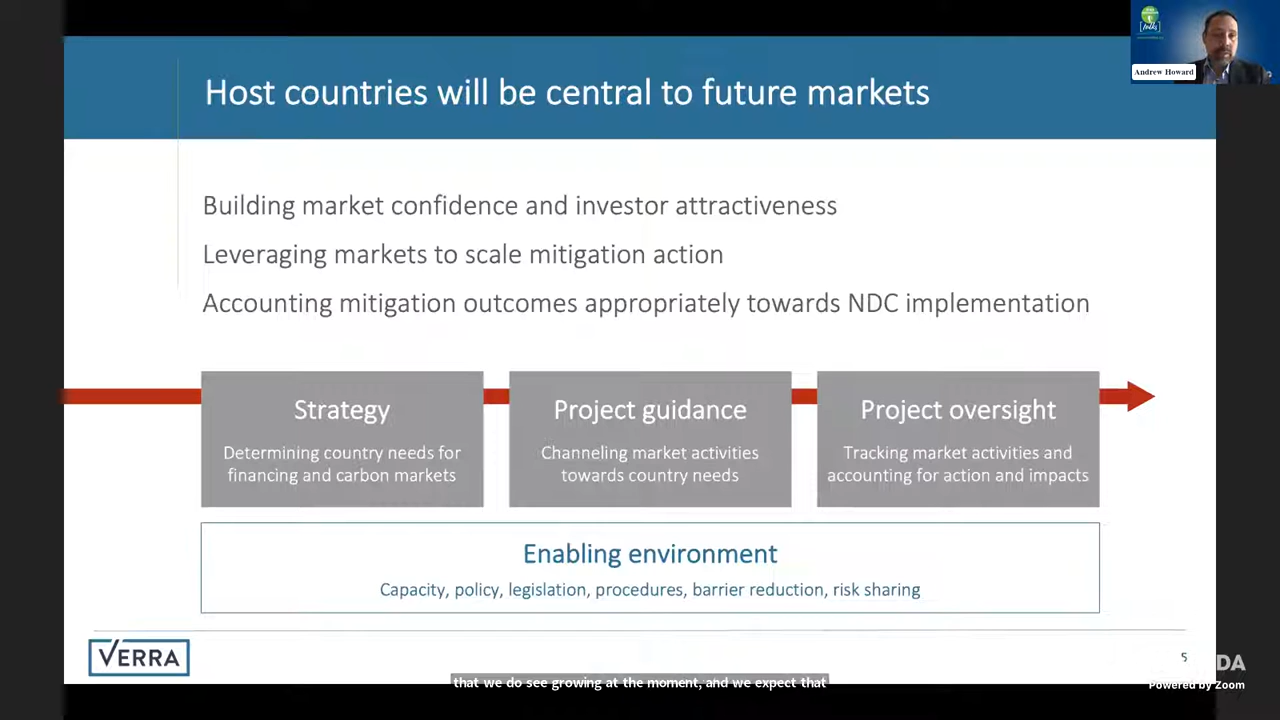 Host countries will be central to future markets
Andrew Howard
Building market confidence and investor attractiveness
Leveraging markets to scale mitigation action
Accounting mitigation outcomes appropriately towards NDC implementation
Strategy
Determining country needs for
financing and carbon markets
Project guidance
Channeling market activities
towards country needs
Project oversight
Tracking market activities and
accounting for action and impacts
Enabling environment
Capacity, policy, legislation, procedures, barrier reduction, risk sharing
VERRA
5
DA
Powered by Zoom
that we do see growing at the moment, and we expect that